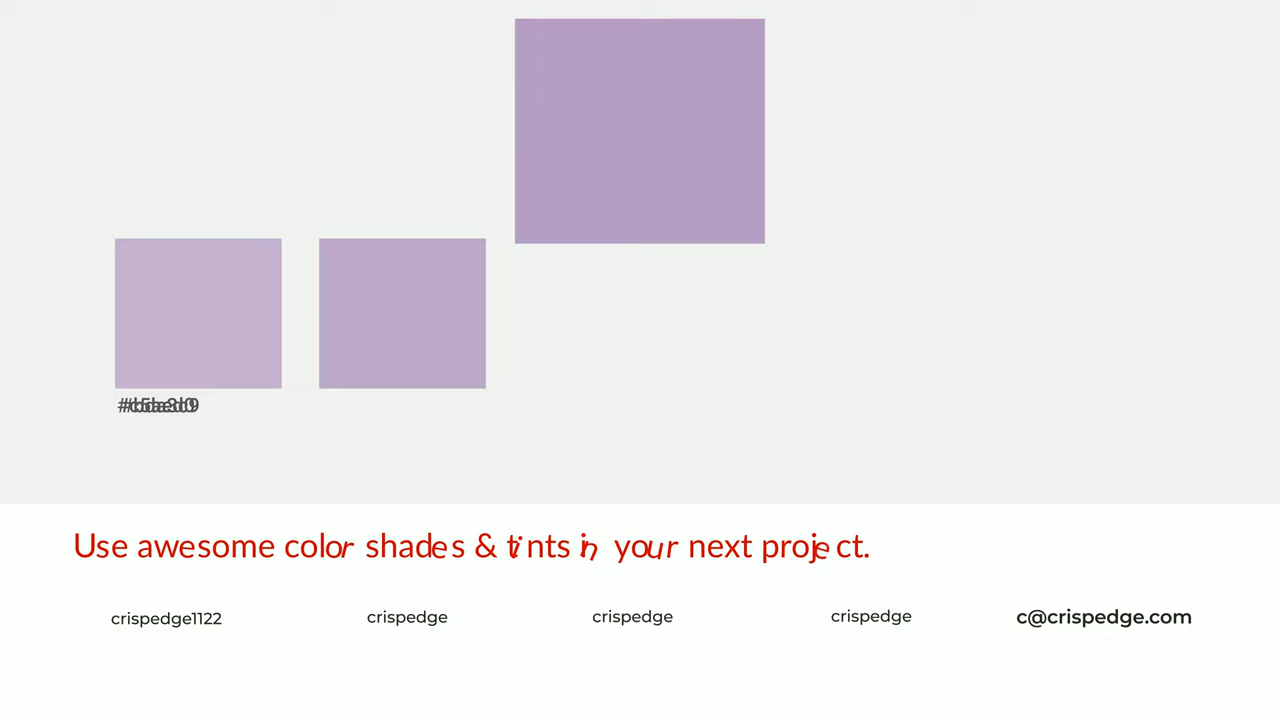 Use awesome color shades & tints in your next project.
crispedge1122 crispedge crispedge crispedge c@crispedge.com